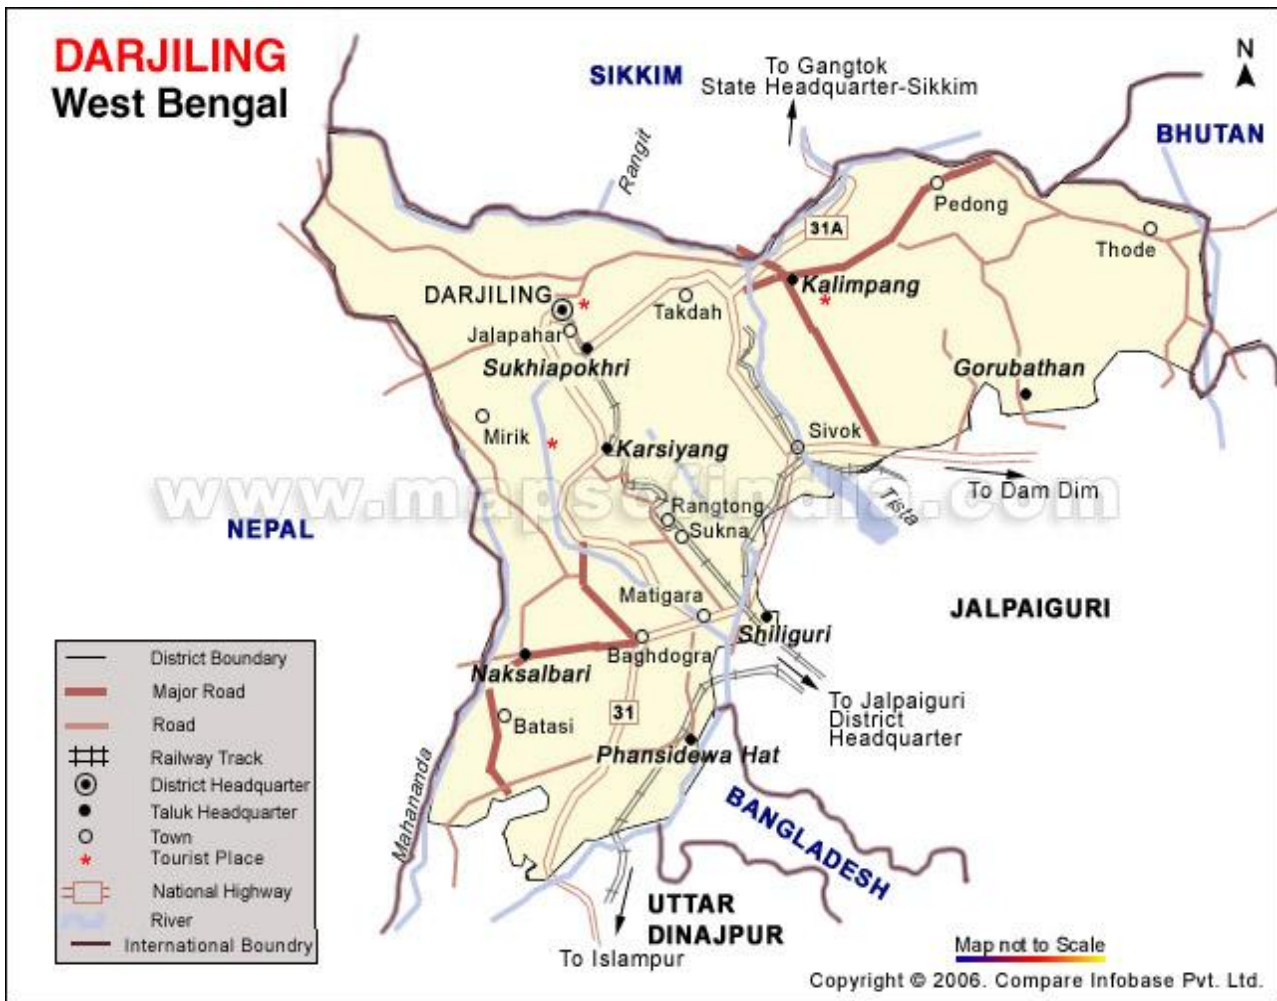 DARJILING
West Bengal
SIKKIM
To Gangtok
State Headquarter-Sikkim
N
BHUTAN
Rangit
31A
Pedong
Thode
Kalimpang
DARJILING
Takdah
Jalapahar
Sukhiapokhri
Gorubathan
Mirik
Sivok
Karsiyang
www.mapsofindia.com
To Dam Dim
Tista
Rangtong
Sukna
NEPAL
Matigara
JALPAIGURI
Shiliguri
Baghdogra
Naksalbari
31
Batasi
To Jalpaiguri
District
Headquarter
Phansidewa Hat
Mahananda
BANGLADESH
UTTAR
DINAJPUR
To Islampur
District Boundary
Major Road
Road
Railway Track
District Headquarter
Taluk Headquarter
Town
Tourist Place
National Highway
River
International Boundry
Map not to Scale
Copyright © 2006. Compare Infobase Pvt. Ltd.